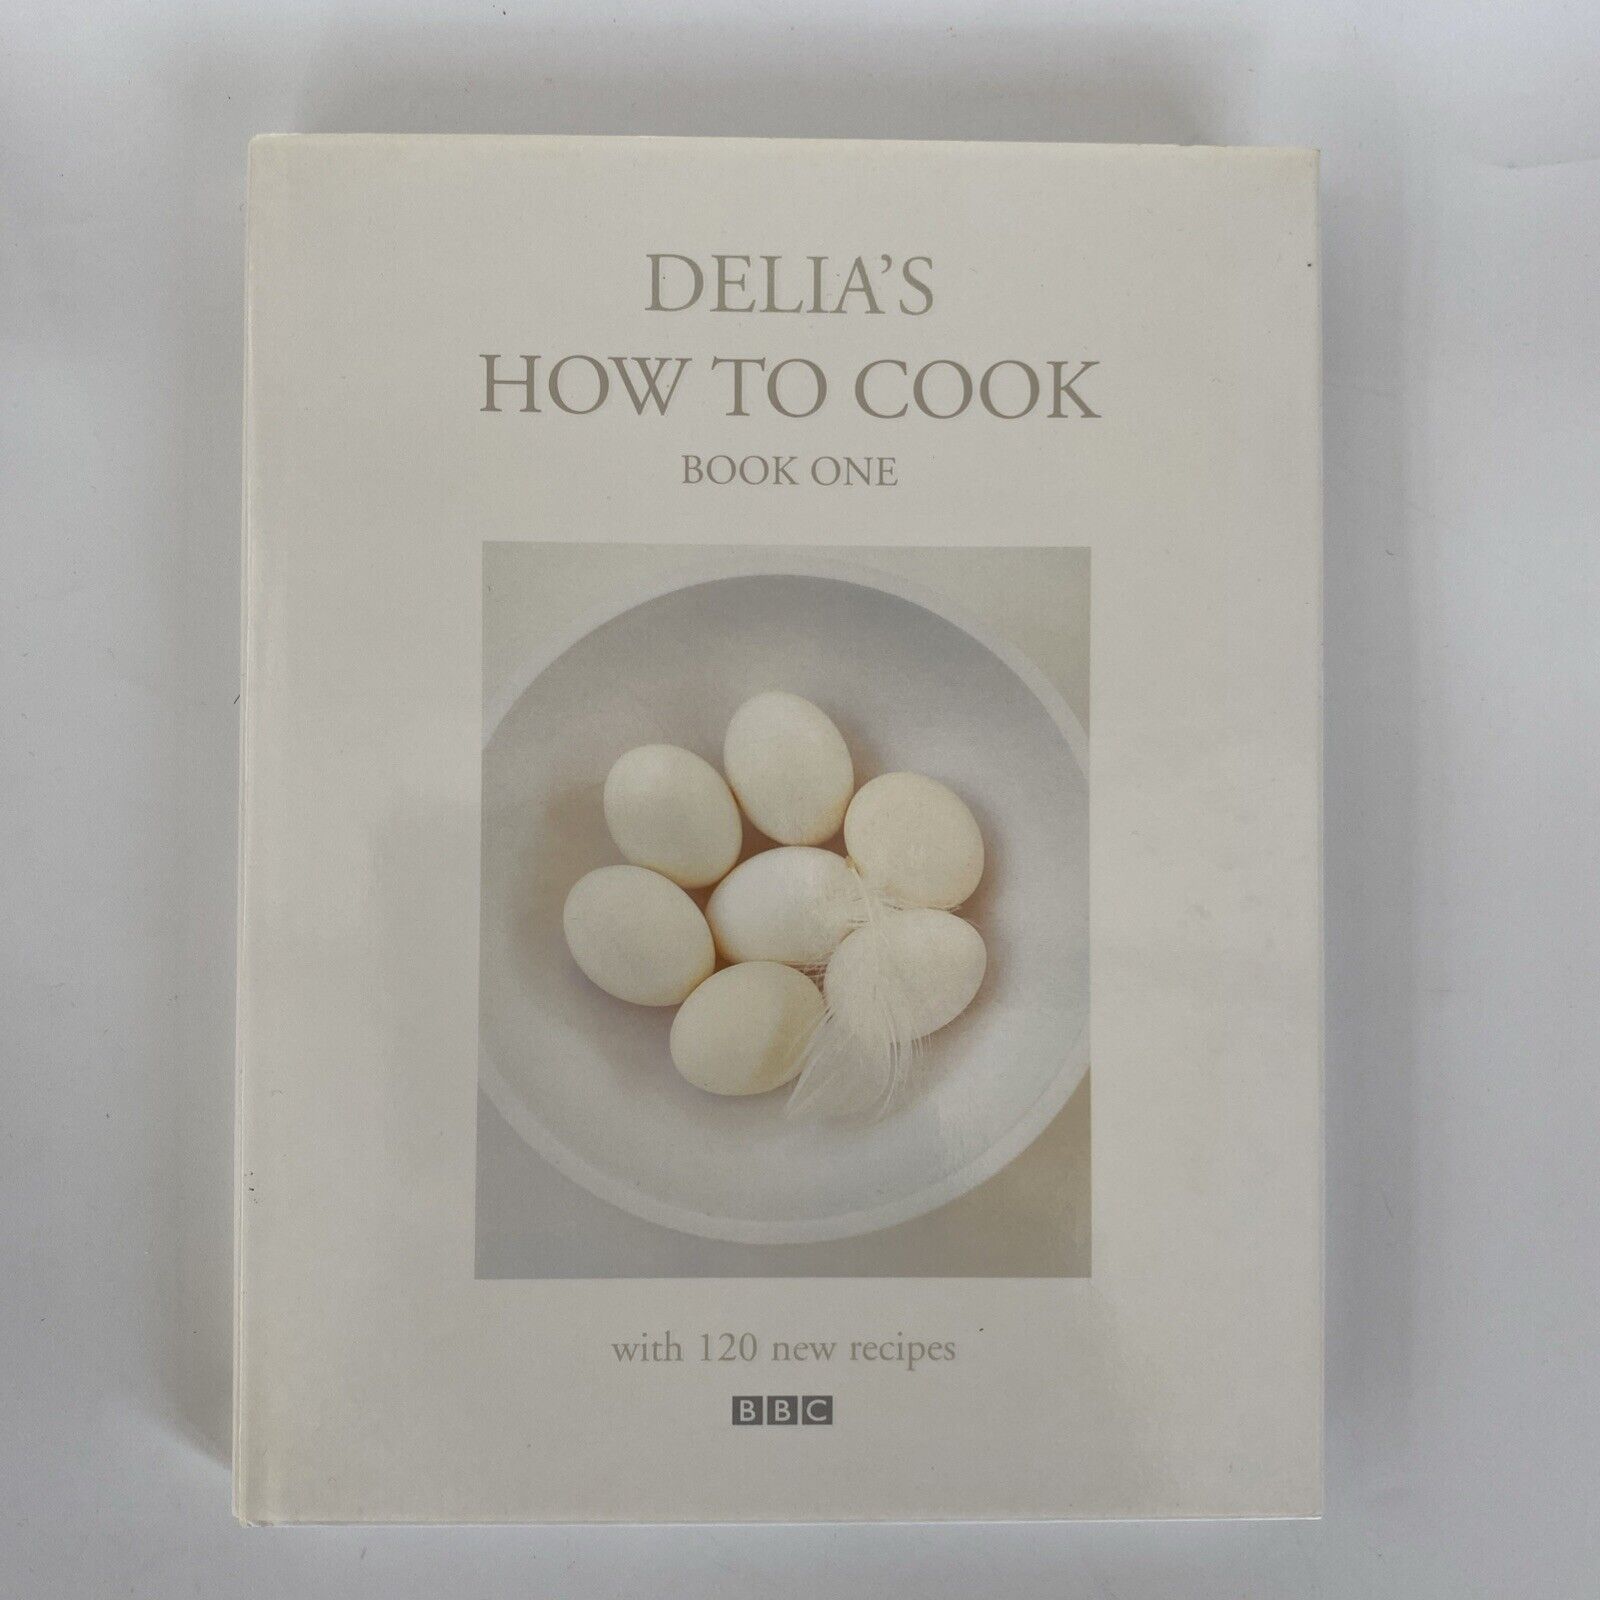 DELIA'S
HOW TO COOK
BOOK ONE
with 120 new recipes
BBC